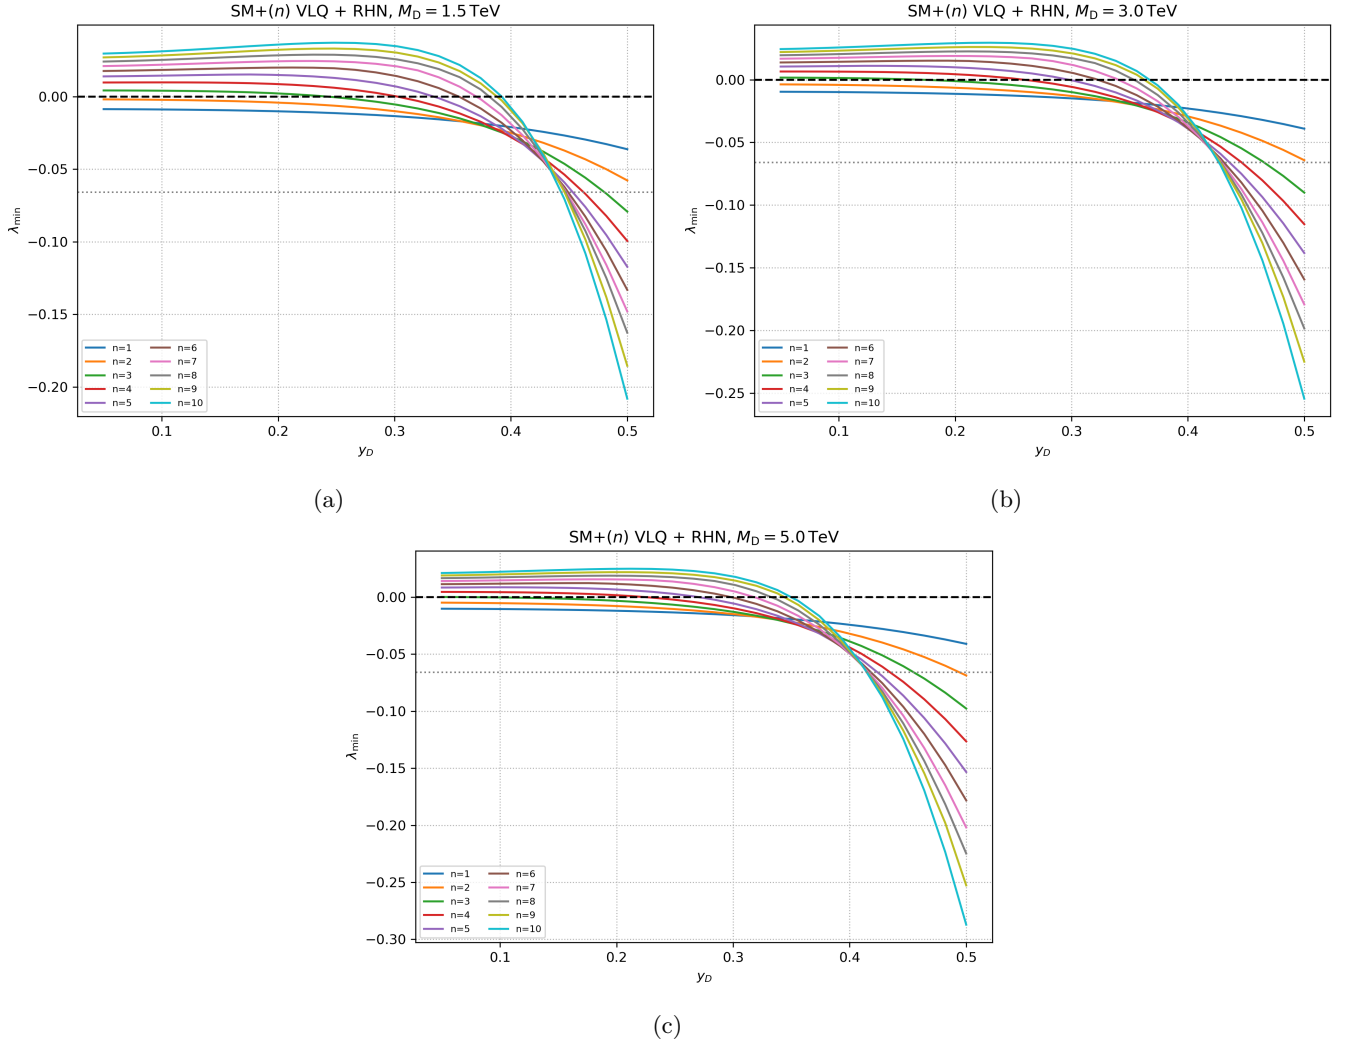 SM+(n) VLQ + RHN, M_D = 1.5 TeV
0.00
−0.05
−0.10
−0.15
−0.20
λ_min
n=1 n=6
n=2 n=7
n=3 n=8
n=4 n=9
n=5 n=10
0.1 0.2 0.3 0.4 0.5
y_D
(a)
SM+(n) VLQ + RHN, M_D = 3.0 TeV
0.00
−0.05
−0.10
−0.15
−0.20
−0.25
λ_min
n=1 n=6
n=2 n=7
n=3 n=8
n=4 n=9
n=5 n=10
0.1 0.2 0.3 0.4 0.5
y_D
(b)
SM+(n) VLQ + RHN, M_D = 5.0 TeV
0.00
−0.05
−0.10
−0.15
−0.20
−0.25
−0.30
λ_min
n=1 n=6
n=2 n=7
n=3 n=8
n=4 n=9
n=5 n=10
0.1 0.2 0.3 0.4 0.5
y_D
(c)